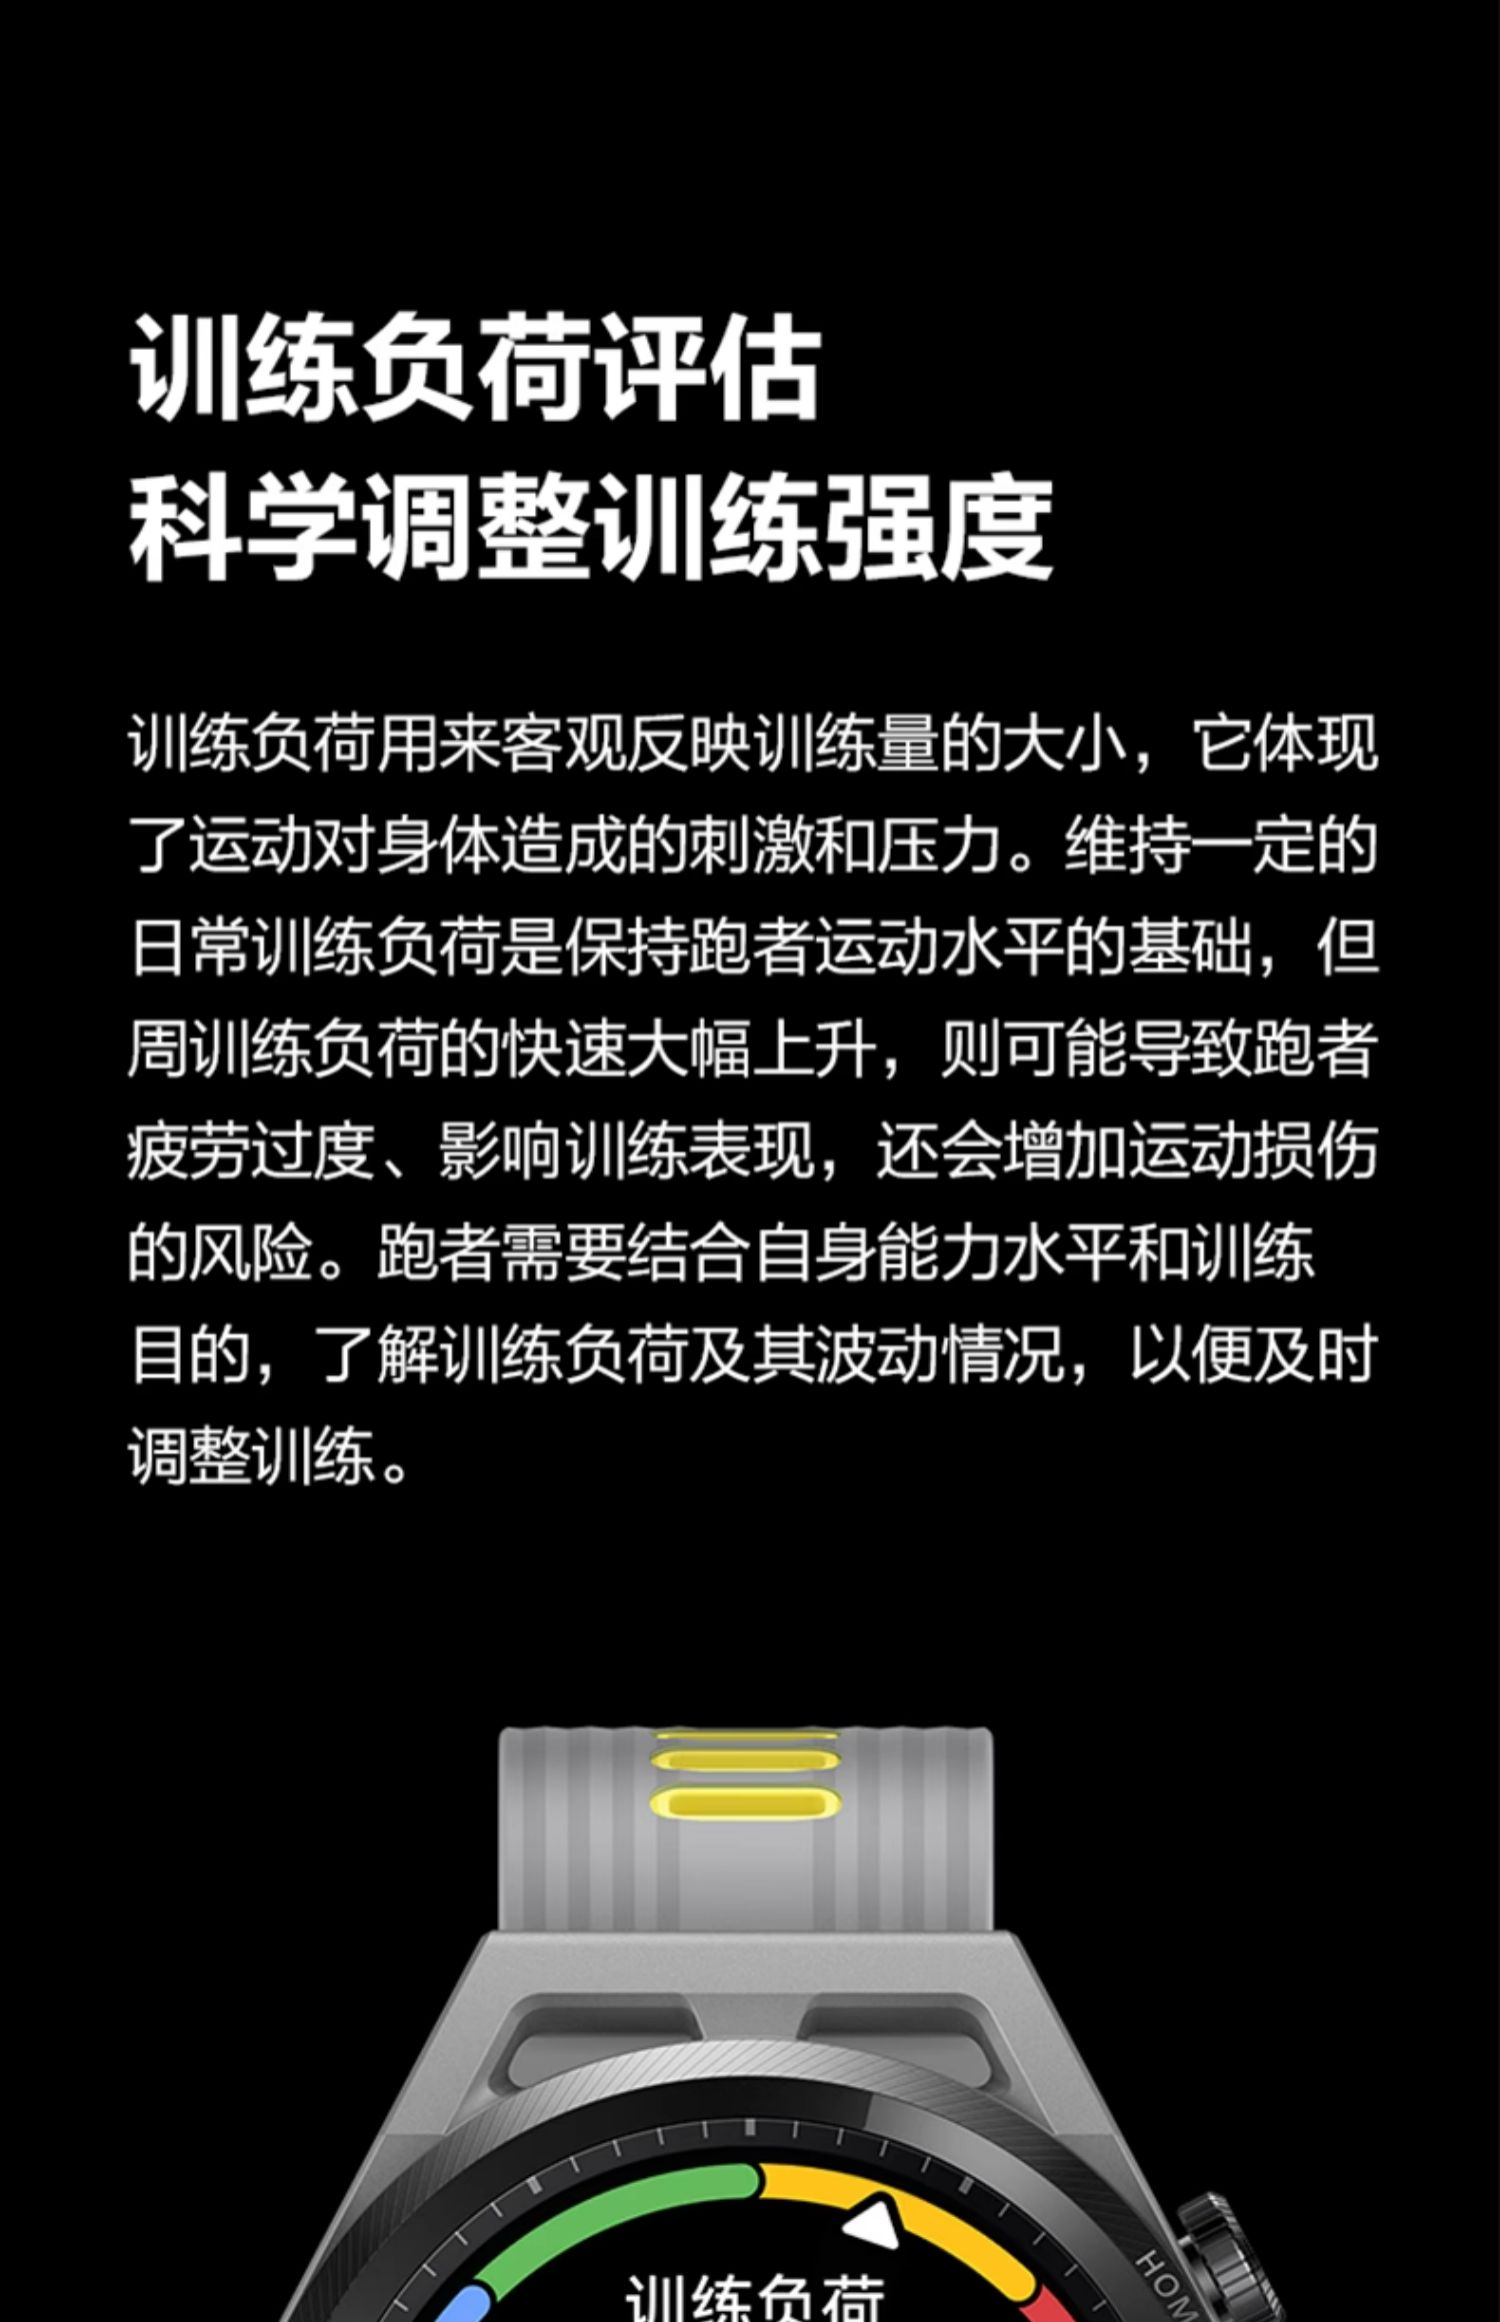 训练负荷评估
科学调整训练强度
训练负荷用来客观反映训练量的大小，它体现
了运动对身体造成的刺激和压力。维持一定的
日常训练负荷是保持跑者运动水平的基础，但
周训练负荷的快速大幅上升，则可能导致跑者
疲劳过度、影响训练表现，还会增加运动损伤
的风险。跑者需要结合自身能力水平和训练
目的，了解训练负荷及其波动情况，以便及时
调整训练。
HOM
训练负荷